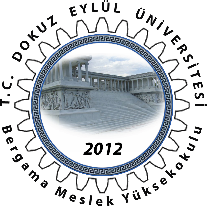 T.C. DOKUZ EYLÜL ÜNİVERSİTESİ
2012
Bergama Meslek Yüksekokulu